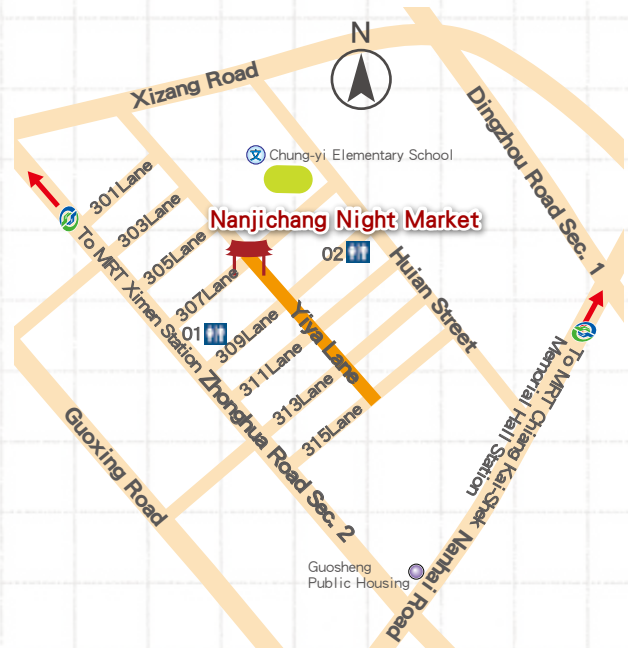 N
Xizang Road
Dingzhou Road Sec. 1
文
Chung-yi Elementary School
301Lane
303Lane
305Lane
307Lane
309Lane
311Lane
313Lane
315Lane
Nanjichang Night Market
02
01
Huian Street
Yiya Lane
To MRT Ximen Station
Zhonghua Road Sec. 2
Guoxing Road
To MRT Chiang Kai-Shek
Memorial Hall Station
Nanhai Road
Guosheng
Public Housing